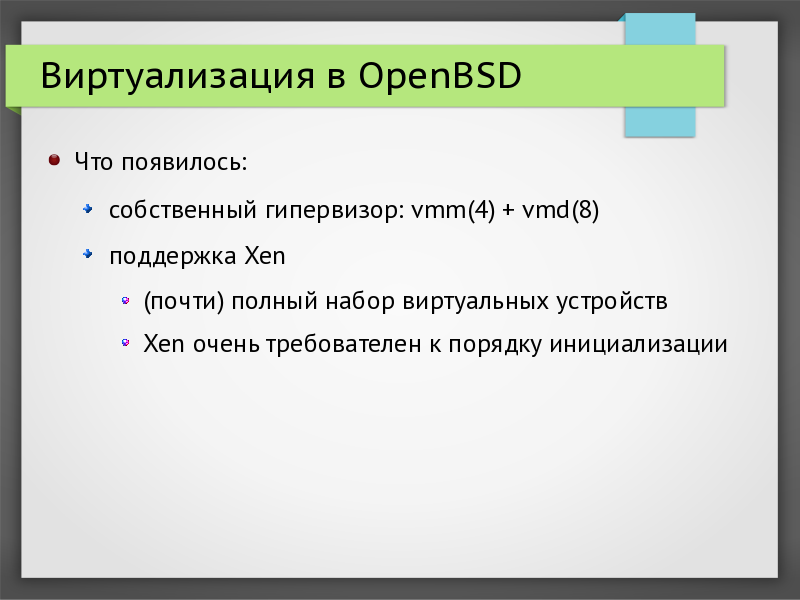 Виртуализация в OpenBSD
Что появилось:
собственный гипервизор: vmm(4) + vmd(8)
поддержка Xen
(почти) полный набор виртуальных устройств
Xen очень требователен к порядку инициализации